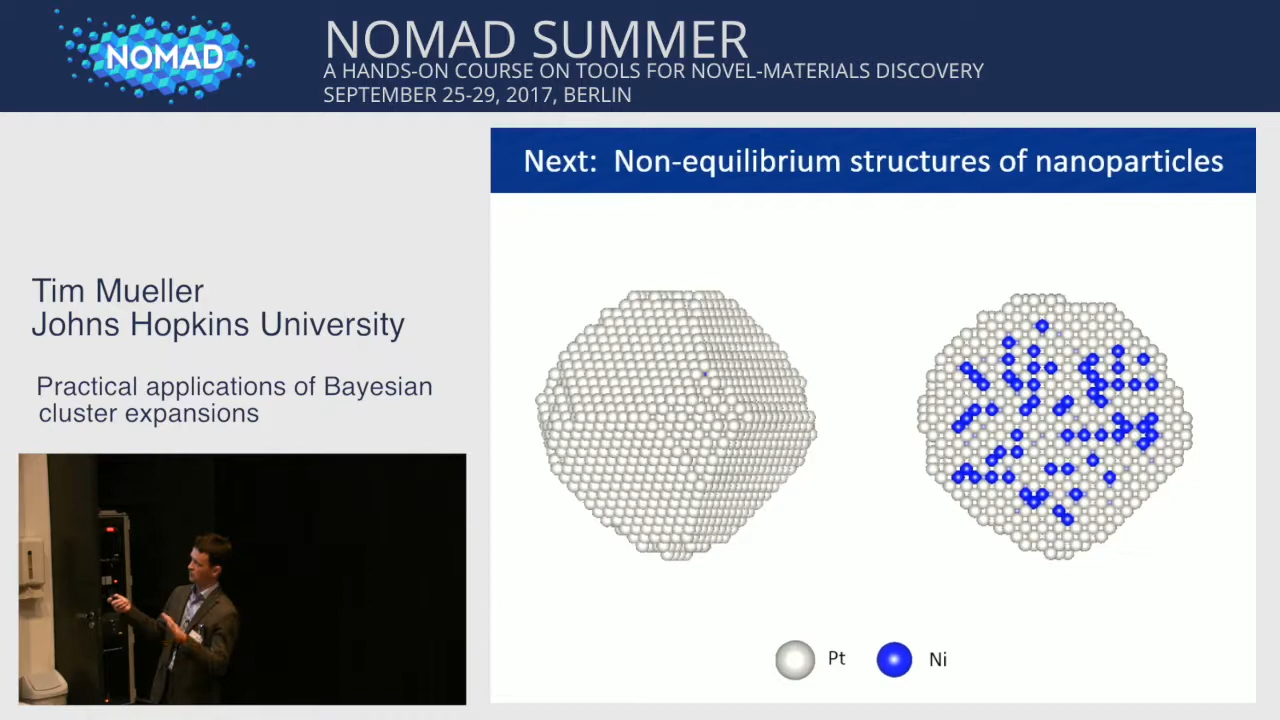 NOMAD
NOMAD SUMMER
A HANDS-ON COURSE ON TOOLS FOR NOVEL-MATERIALS DISCOVERY
SEPTEMBER 25-29, 2017, BERLIN
Tim Mueller
Johns Hopkins University
Practical applications of Bayesian
cluster expansions
Next: Non-equilibrium structures of nanoparticles
Pt
Ni